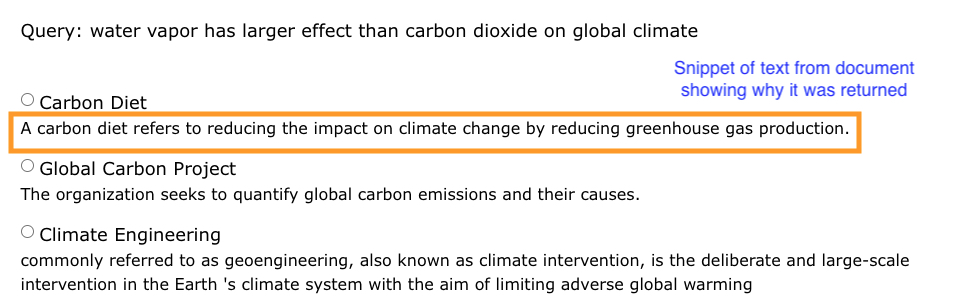 Query: water vapor has larger effect than carbon dioxide on global climate
Snippet of text from document
showing why it was returned
Carbon Diet
A carbon diet refers to reducing the impact on climate change by reducing greenhouse gas production.
Global Carbon Project
The organization seeks to quantify global carbon emissions and their causes.
Climate Engineering
commonly referred to as geoengineering, also known as climate intervention, is the deliberate and large-scale
intervention in the Earth 's climate system with the aim of limiting adverse global warming